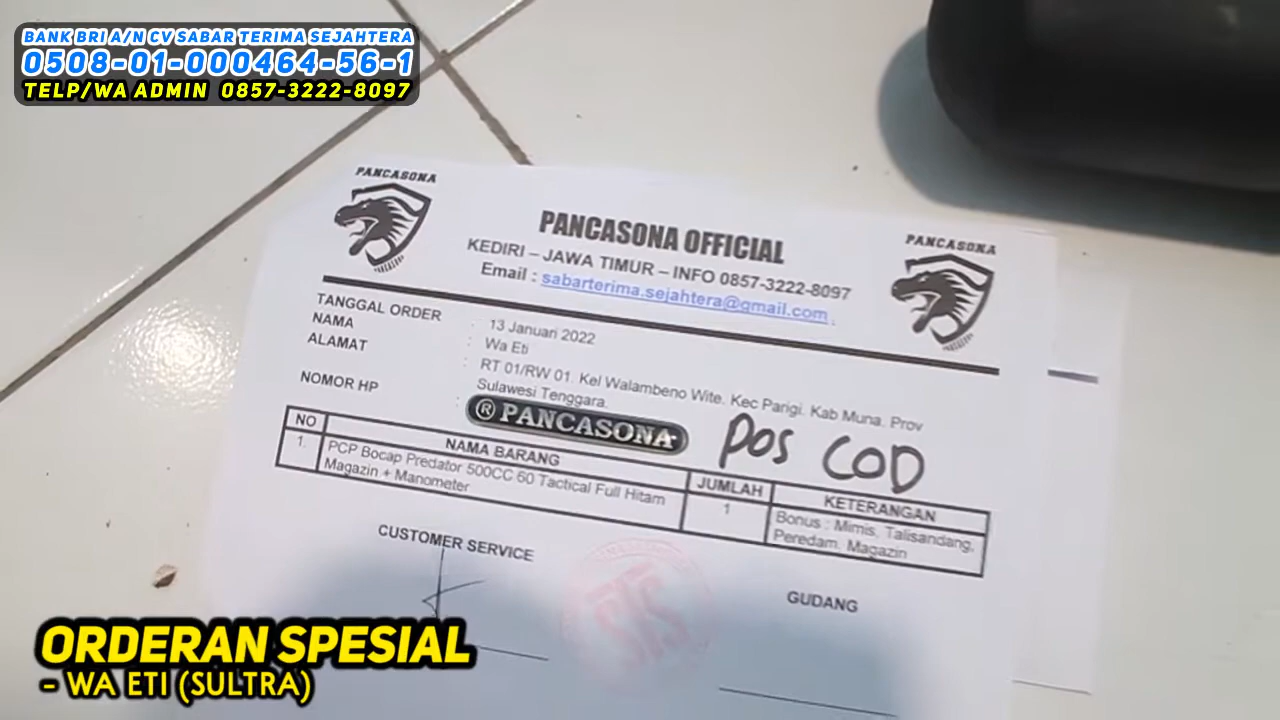 BANK BRI A/N CV SABAR TERIMA SEJAHTERA
0508-01-000464-56-1
TELP/WA ADMIN 0857-3222-8097
PANCASONA
PANCASONA
PANCASONA OFFICIAL
KEDIRI – JAWA TIMUR – INFO 0857-3222-8097
Email : sabarterima.sejahtera@gmail.com
TANGGAL ORDER : 13 Januari 2022
NAMA : Wa Eti
ALAMAT : RT 01/RW 01. Kel Walambeno Wite. Kec Parigi. Kab Muna. Prov
Sulawesi Tenggara.
NOMOR HP :
® PANCASONA
POS COD
NO NAMA BARANG JUMLAH KETERANGAN
1. PCP Bocap Predator 500CC 60 Tactical Full Hitam 1 Bonus : Mimis, Talisandang,
Magazin + Manometer Peredam, Magazin
CUSTOMER SERVICE GUDANG
STS
ORDERAN SPESIAL
- WA ETI (SULTRA)